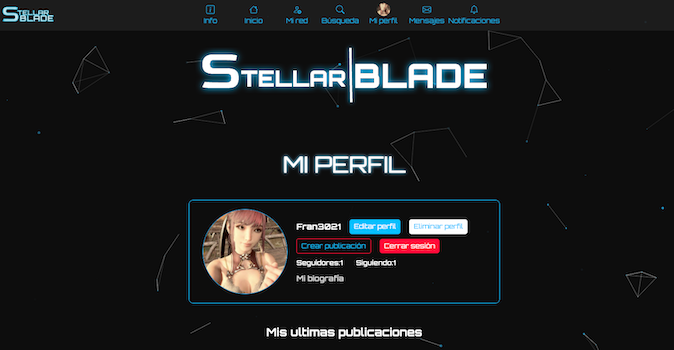 STELLAR
BLADE
Info
Inicio
Mi red
Búsqueda
Mi perfil
Mensajes
Notificaciones
STELLAR BLADE
MI PERFIL
Fran3021
Editar perfil
Eliminar perfil
Crear publicación
Cerrar sesión
Seguidores:1 Siguiendo:1
Mi biografía
Mis ultimas publicaciones